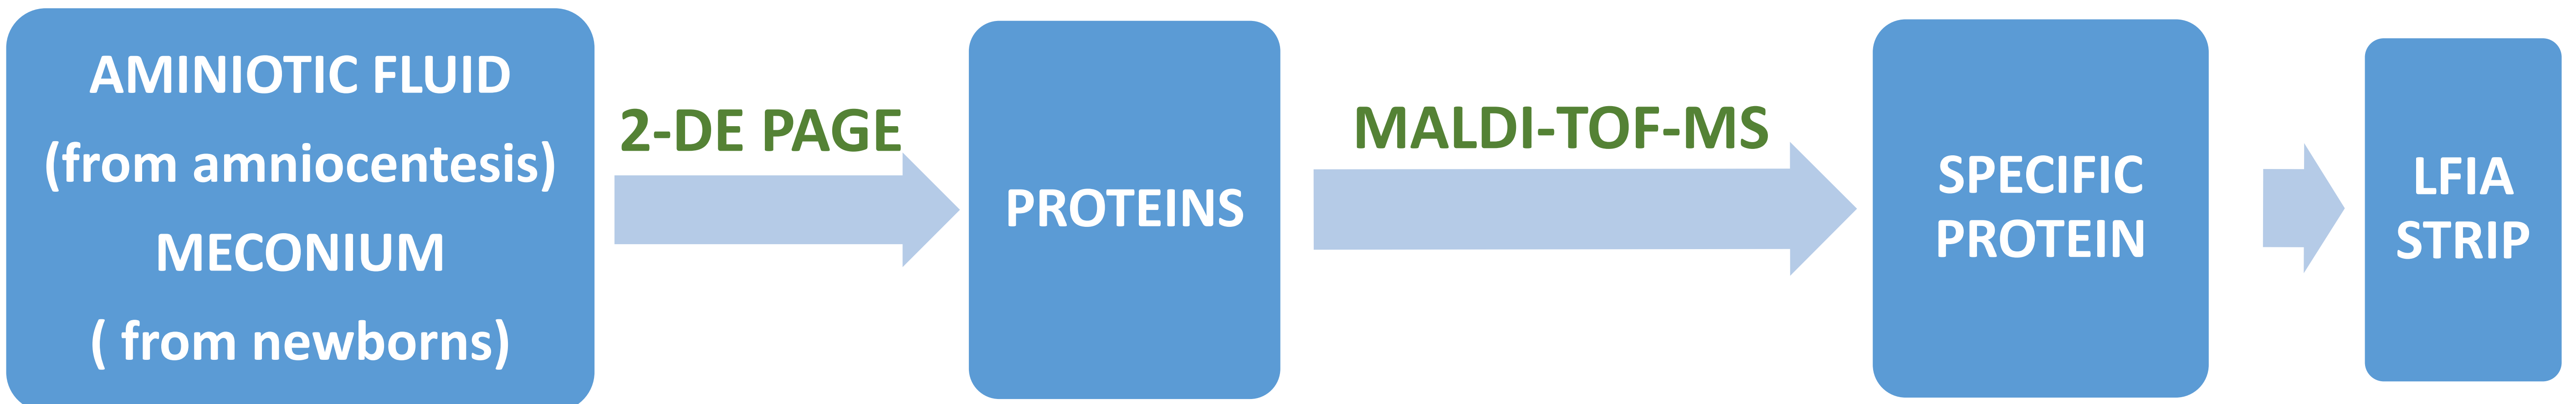 AMINIOTIC FLUID
(from amniocentesis)
MECONIUM
( from newborns)
2-DE PAGE
PROTEINS
MALDI-TOF-MS
SPECIFIC
PROTEIN
LFIA
STRIP